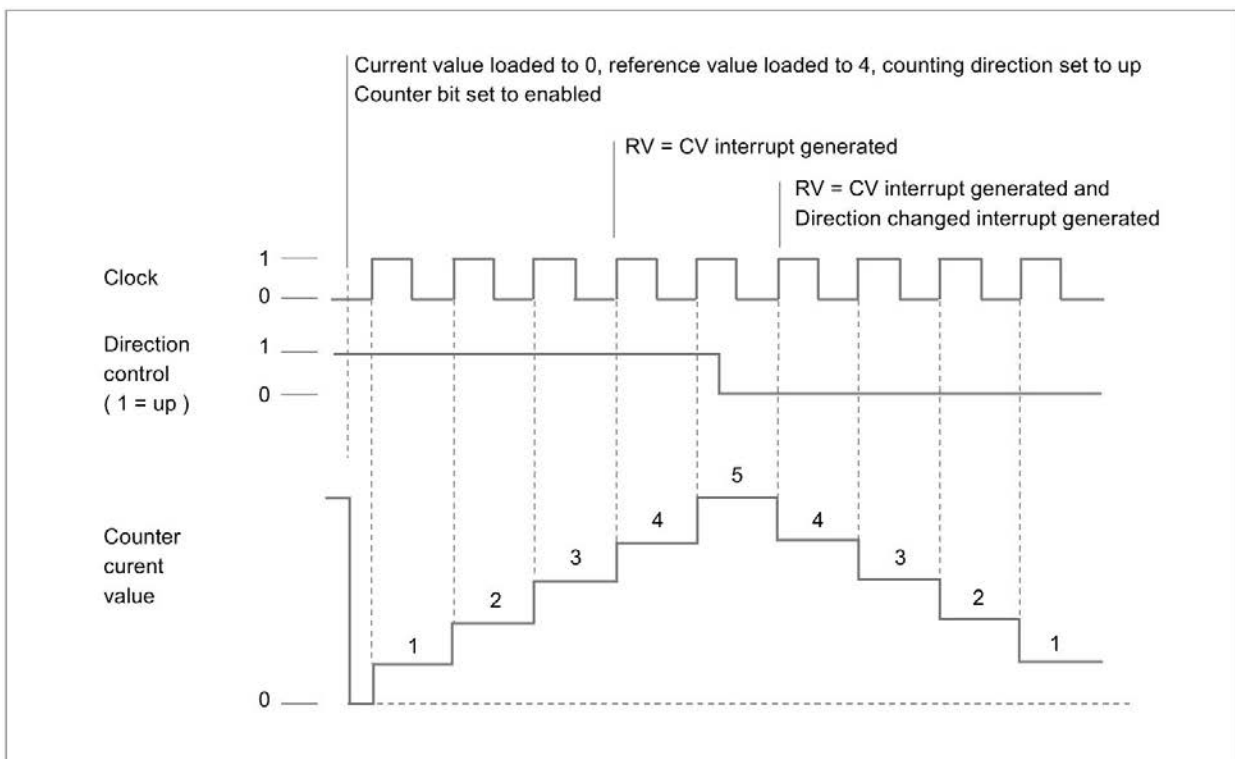 Current value loaded to 0, reference value loaded to 4, counting direction set to up
Counter bit set to enabled
RV = CV interrupt generated
RV = CV interrupt generated and
Direction changed interrupt generated
Clock
1
0
Direction
control
( 1 = up )
1
0
Counter
curent
value
0
1
2
3
4
5
4
3
2
1